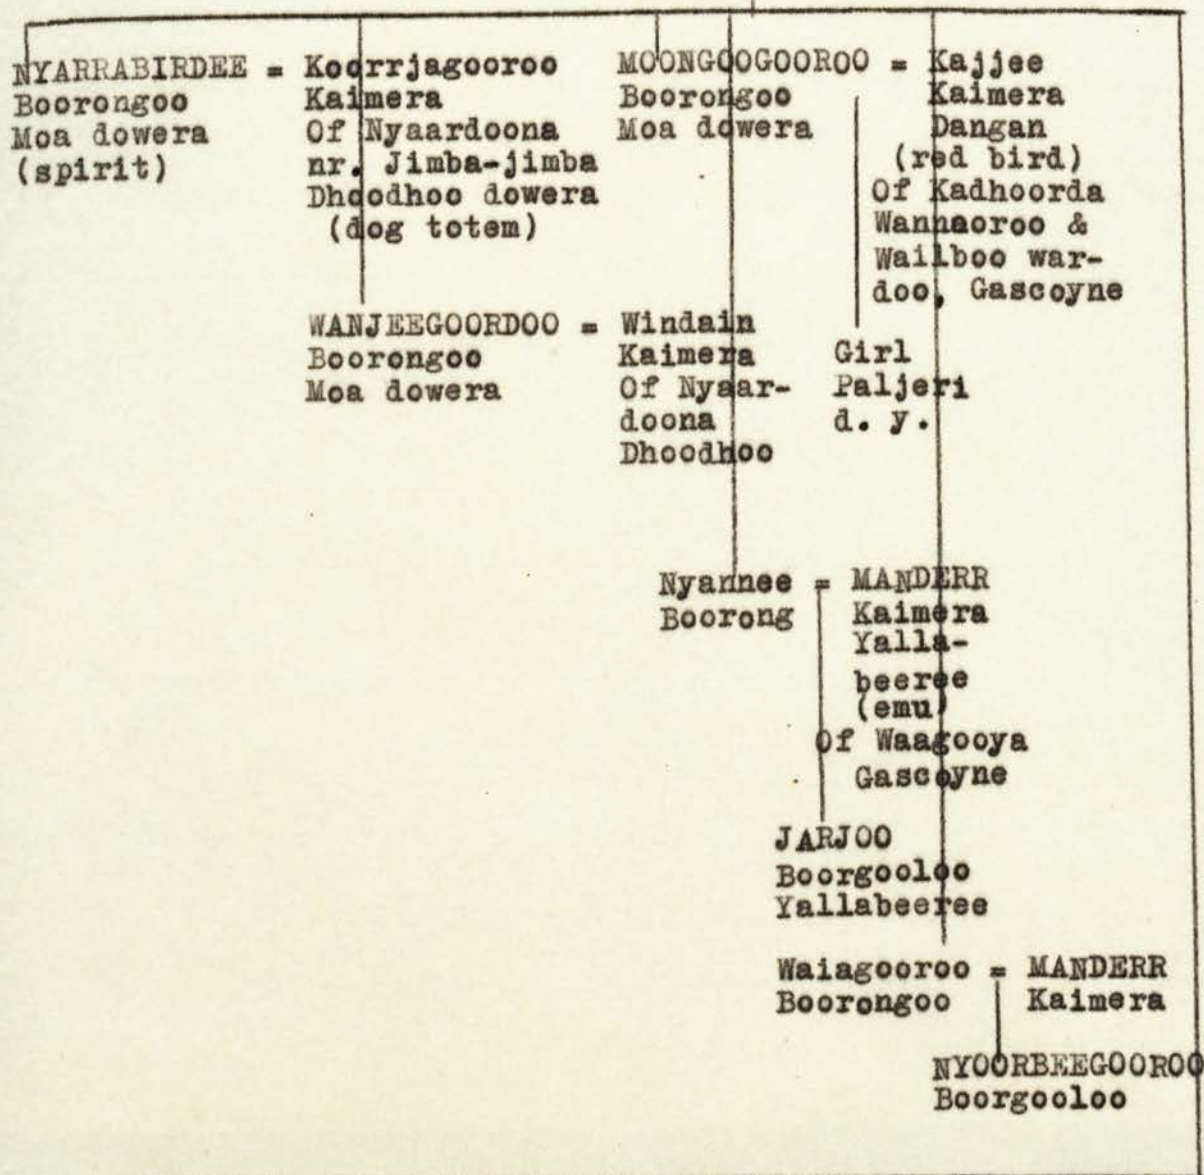 NYARRABIRDEE = Koorrjagooroo
Boorongoo
Kaimera
Moa dowera
Of Nyaardoona
(spirit)
nr. Jimba-jimba
Dhoodhoo dowera
(dog totem)
MOONGOOGOOROO = Kajjee
Boorongoo
Kaimera
Moa dowera
Dangan
(red bird)
Of Kadhoorda
Wannaoroo &
Wailboo war-
doo, Gascoyne
WANJEEGOORDOO = Windain
Boorongoo
Kaimera
Moa dowera
Of Nyaar-
doona
Dhoodhoo
Girl
Paljeri
d. y.
Nyannee = MANDERR
Boorong
Kaimera
Yalla-
beeree
(emu)
Of Waagooya
Gascoyne
JARJOO
Boorgooloo
Yallabeeree
Waiagooroo = MANDERR
Boorongoo
Kaimera
NYOORBEEGOOROO
Boorgooloo